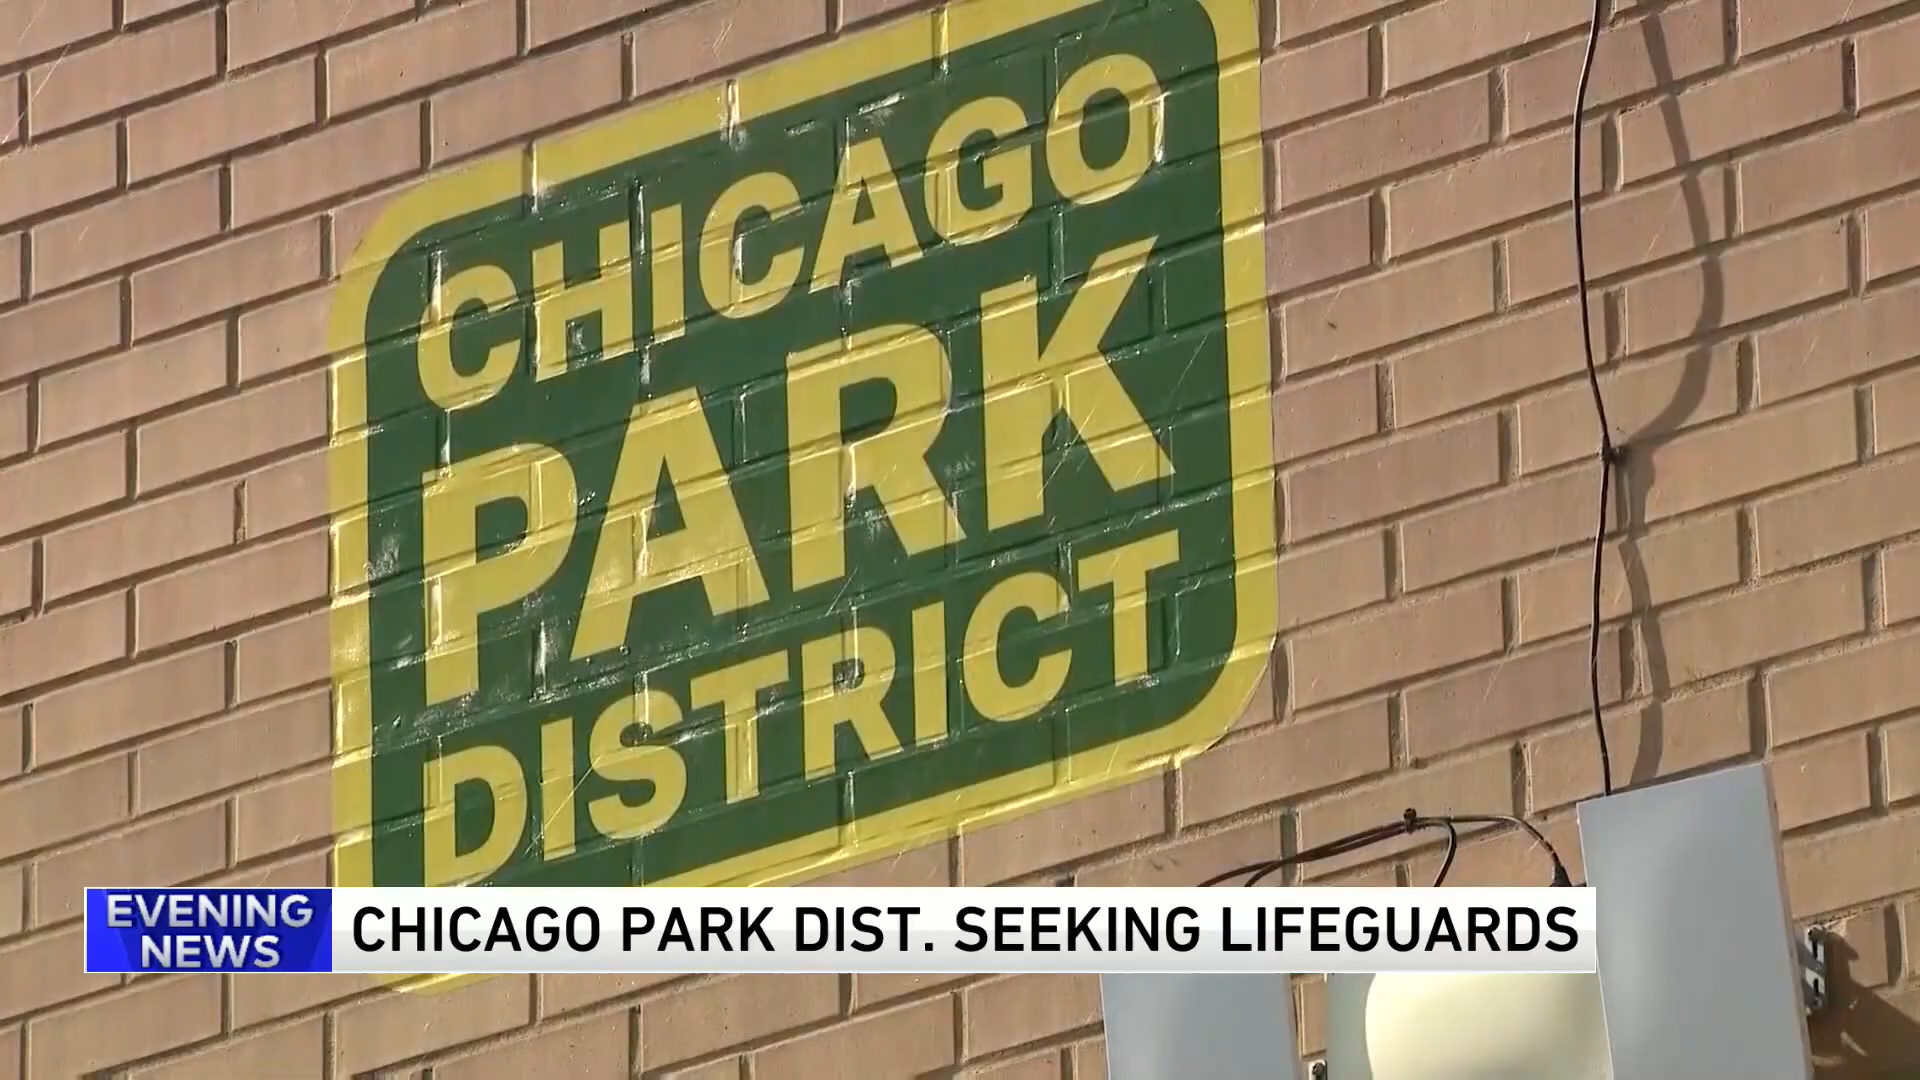 CHICAGO
PARK
DISTRICT
EVENING
NEWS
CHICAGO PARK DIST. SEEKING LIFEGUARDS